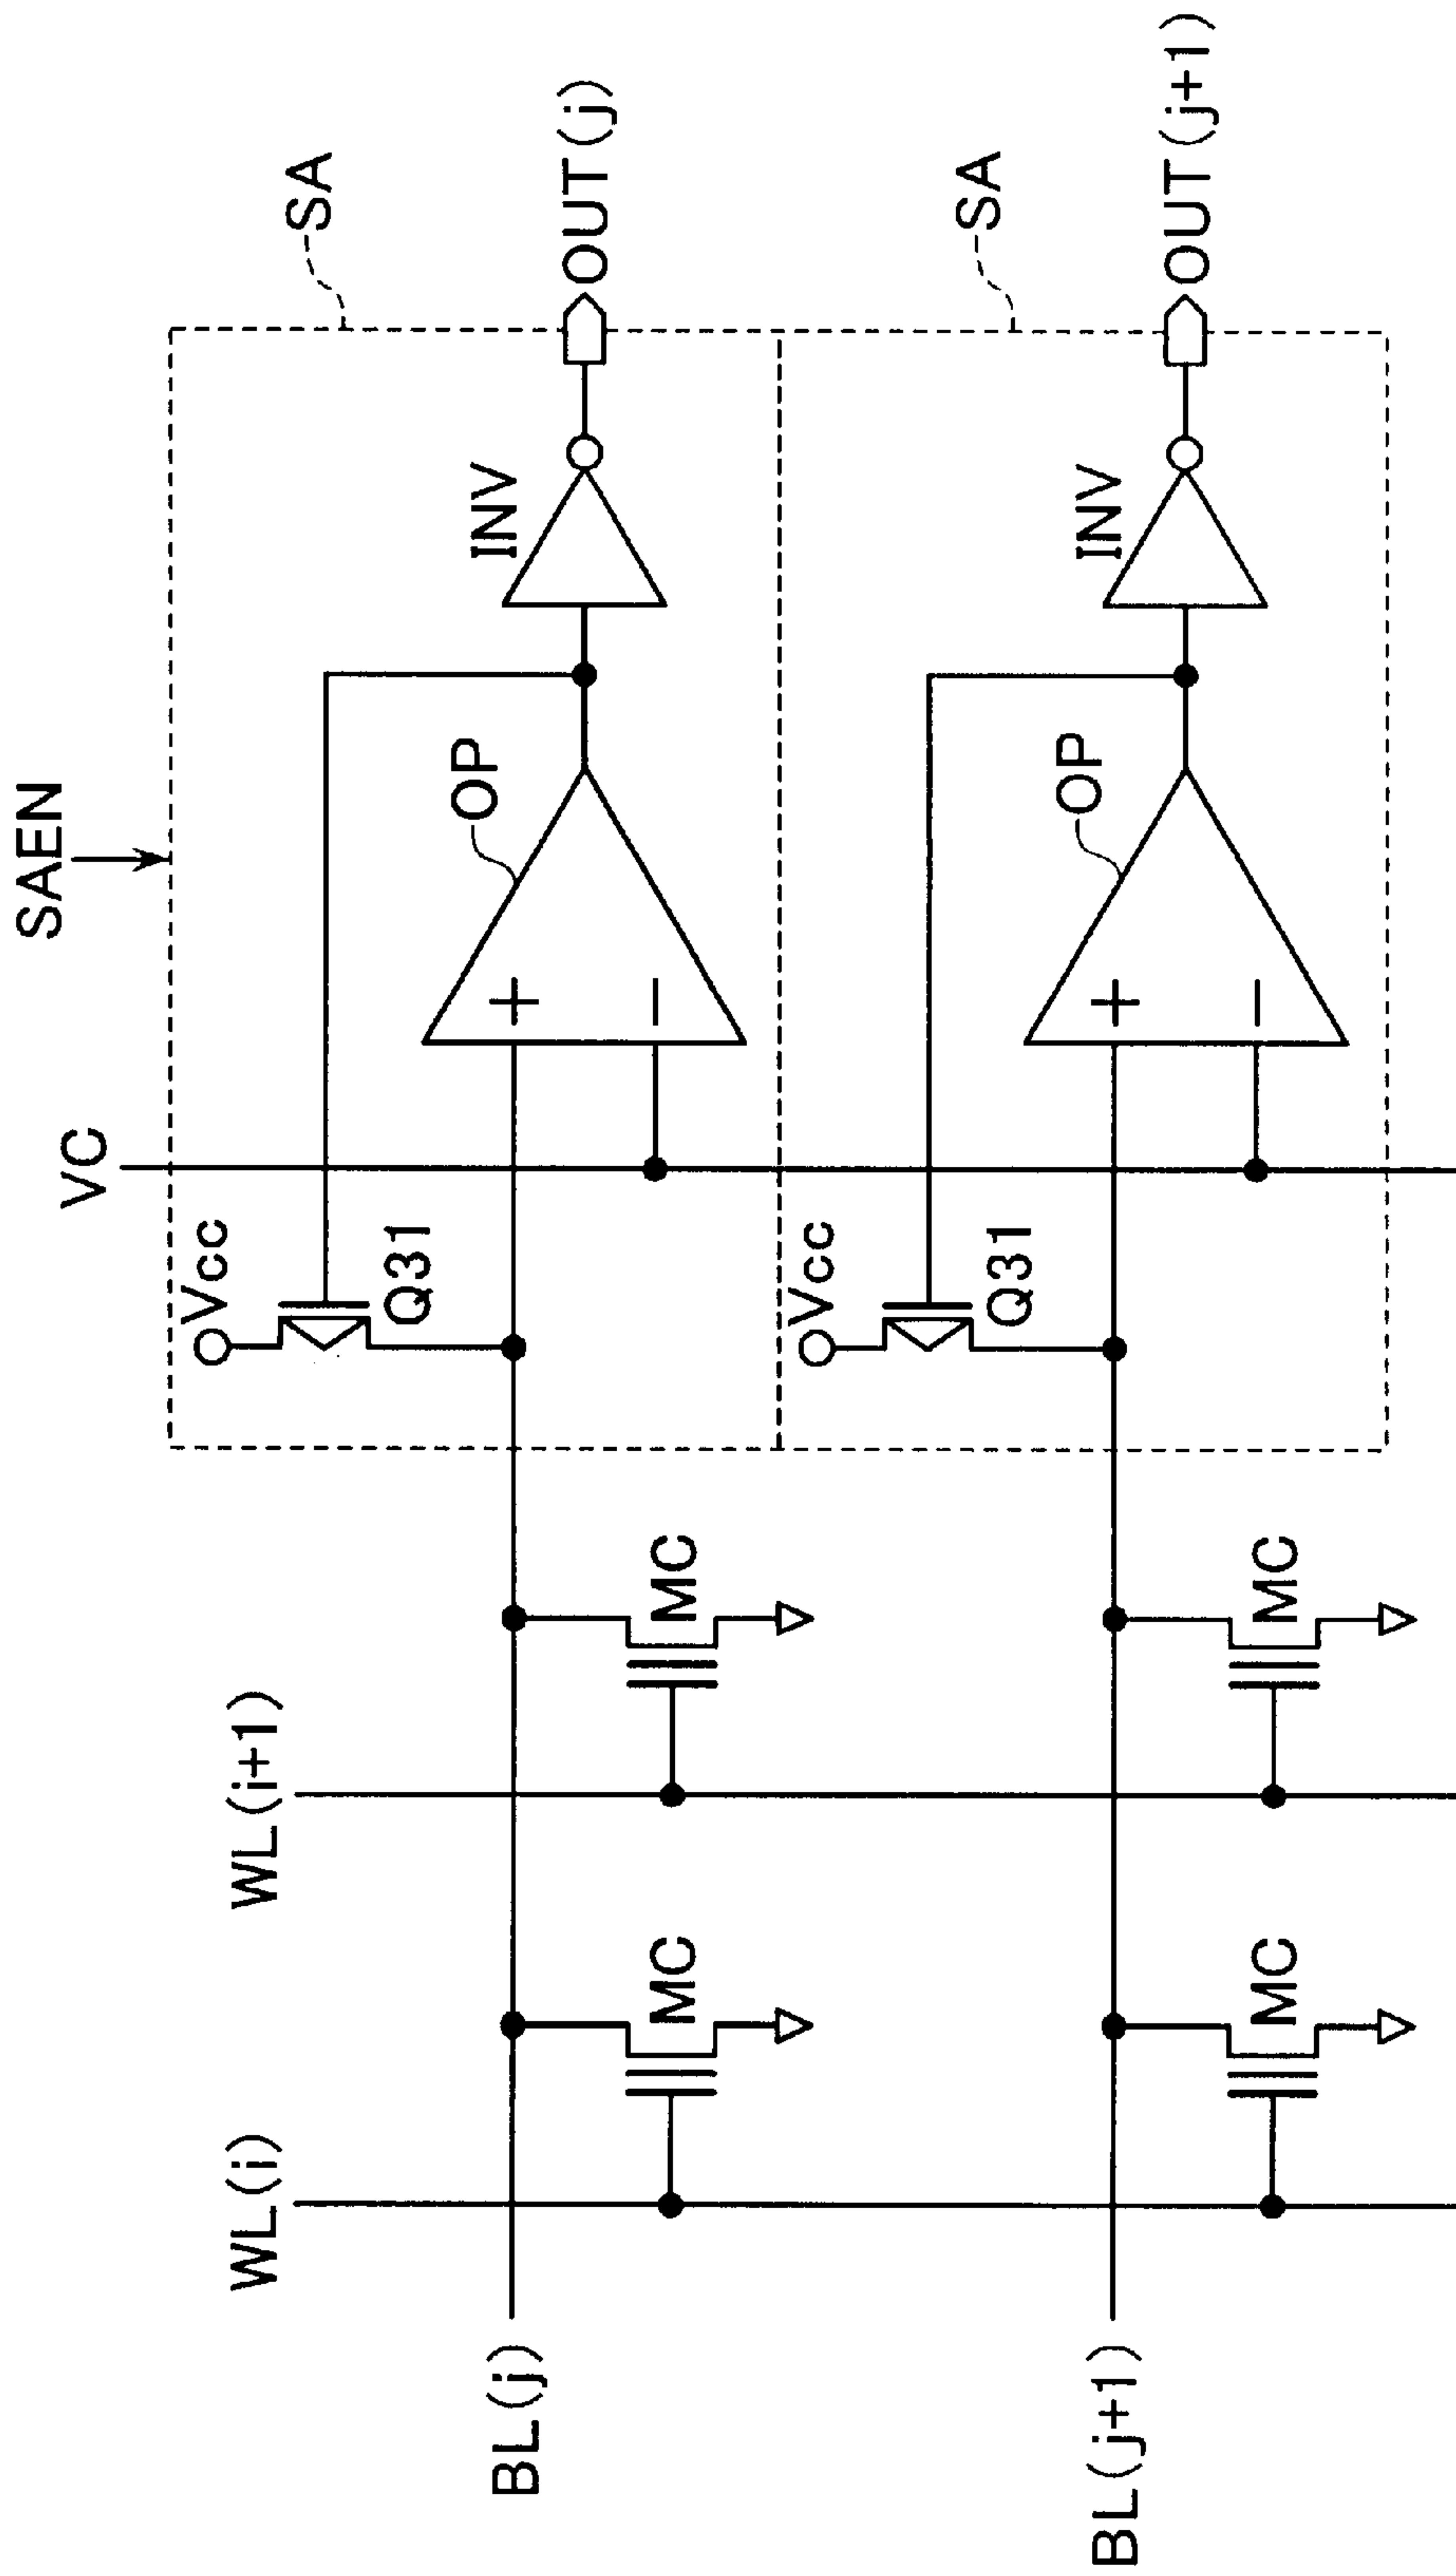 SAEN
VC
WL(i)
WL(i+1)
Vcc
Q31
OP
INV
SA
OUT(j)
BL(j)
MC
MC
Vcc
Q31
OP
INV
SA
OUT(j+1)
BL(j+1)
MC
MC